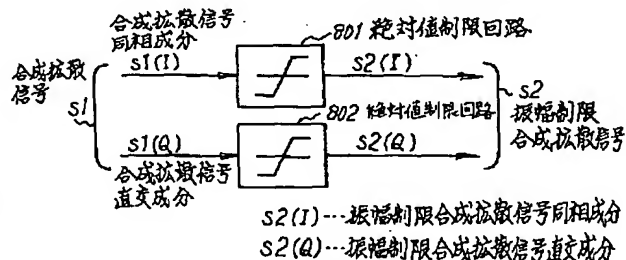 合成拡散信号
同相成分
801 絶対値制限回路
合成拡散
信号
s1(I)
s2(I)
s1
s2
振幅制限
合成拡散信号
802 絶対値制限回路
s1(Q)
s2(Q)
合成拡散信号
直交成分
s2(I)…振幅制限合成拡散信号同相成分
s2(Q)…振幅制限合成拡散信号直交成分